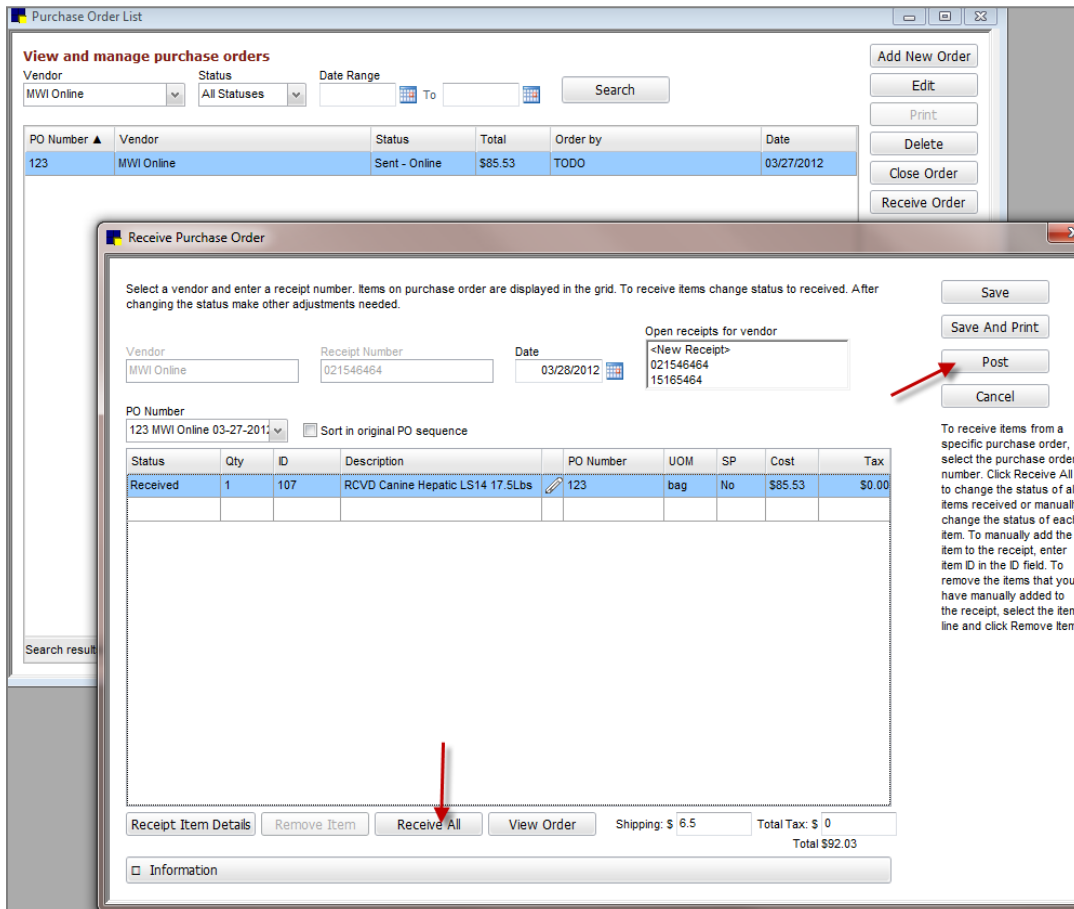 Purchase Order List
View and manage purchase orders
Vendor Status Date Range
MWI Online All Statuses To Search
Add New Order
Edit
Print
Delete
Close Order
Receive Order
PO Number ▲ Vendor Status Total Order by Date
123 MWI Online Sent - Online $85.53 TODO 03/27/2012
Search result
Receive Purchase Order
Select a vendor and enter a receipt number. Items on purchase order are displayed in the grid. To receive items change status to received. After
changing the status make other adjustments needed.
Open receipts for vendor
<New Receipt>
021546464
15165464
Vendor Receipt Number Date
MWI Online 021546464 03/28/2012
Save
Save And Print
Post
Cancel
PO Number
123 MWI Online 03-27-2012 Sort in original PO sequence
Status Qty ID Description PO Number UOM SP Cost Tax
Received 1 107 RCVD Canine Hepatic LS14 17.5Lbs 123 bag No $85.53 $0.00
To receive items from a
specific purchase order,
select the purchase order
number. Click Receive All
to change the status of al
items received or manually
change the status of each
item. To manually add the
item to the receipt, enter
item ID in the ID field. To
remove the items that you
have manually added to
the receipt, select the item
line and click Remove Item
Receipt Item Details Remove Item Receive All View Order Shipping: $ 6.5 Total Tax: $ 0
Total $92.03
Information